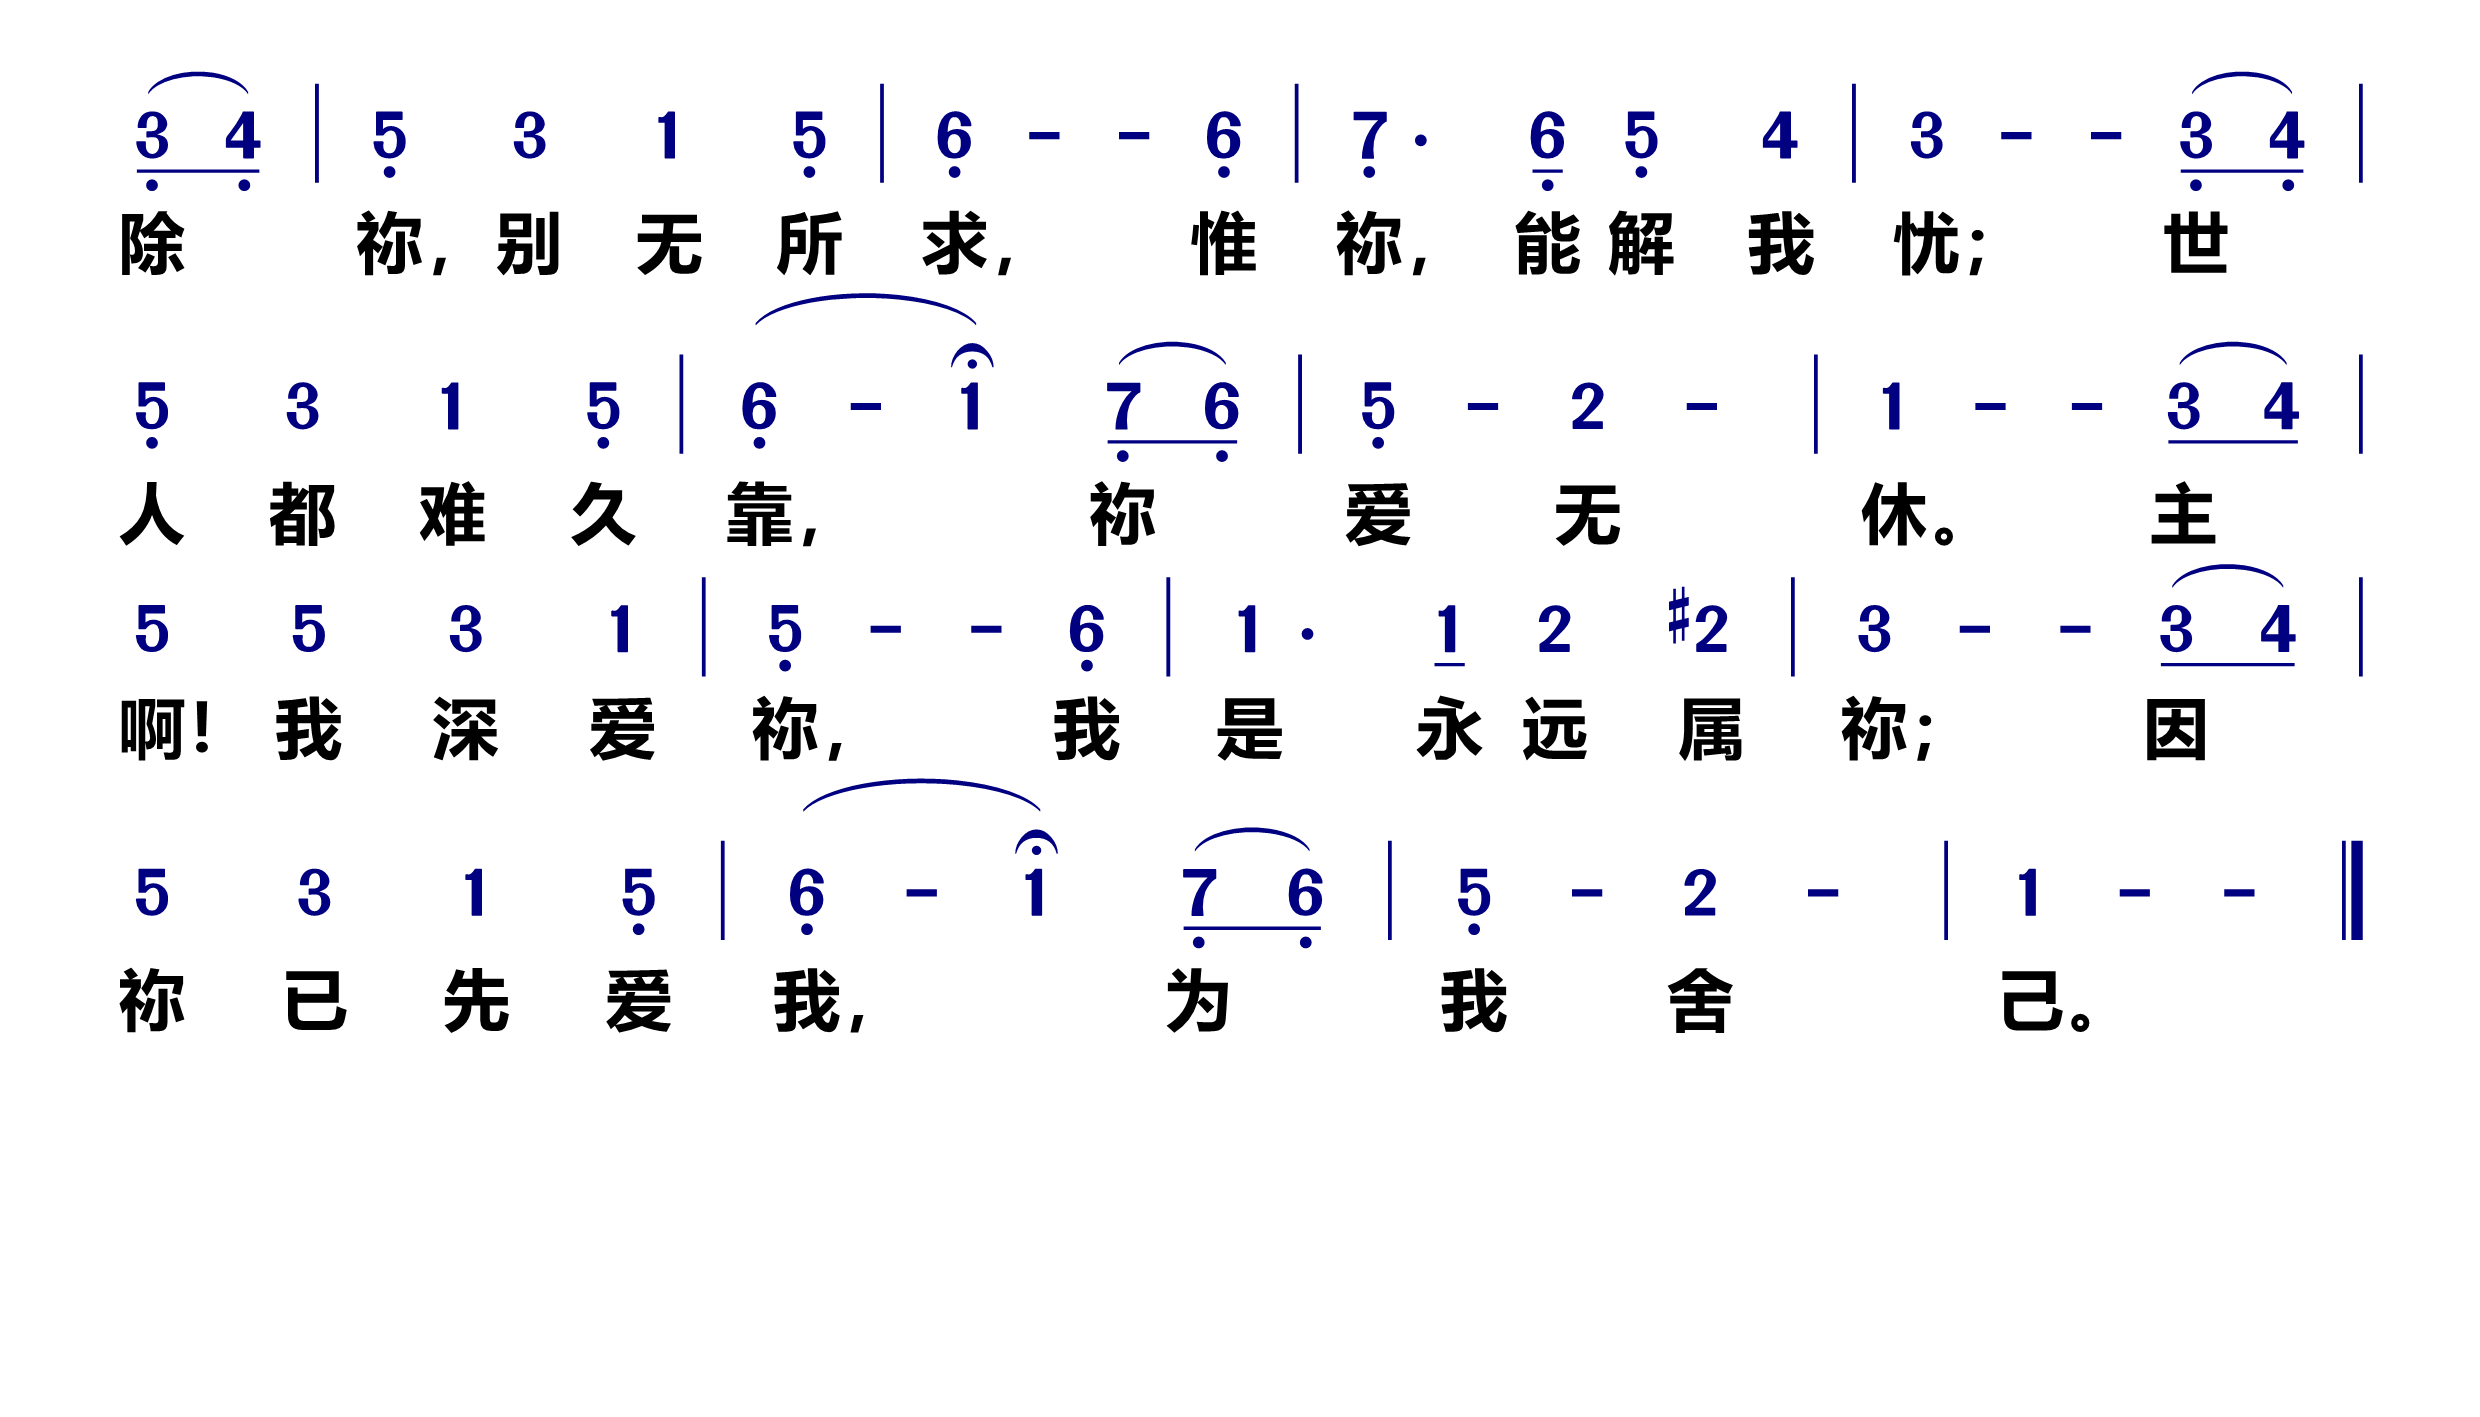 3 4 | 5 3 1 5 | 6 - - 6 | 7 · 6 5 4 | 3 - - 3 4 |
除 祢，别 无 所 求， 惟 祢， 能 解 我 忧； 世
5 3 1 5 | 6 - 1 7 6 | 5 - 2 - | 1 - - 3 4 |
人 都 难 久 靠， 祢 爱 无 休。 主
5 5 3 1 | 5 - - 6 | 1 · 1 2 #2 | 3 - - 3 4 |
啊！ 我 深 爱 祢， 我 是 永 远 属 祢； 因
5 3 1 5 | 6 - 1 7 6 | 5 - 2 - | 1 - - ||
祢 已 先 爱 我， 为 我 舍 己。